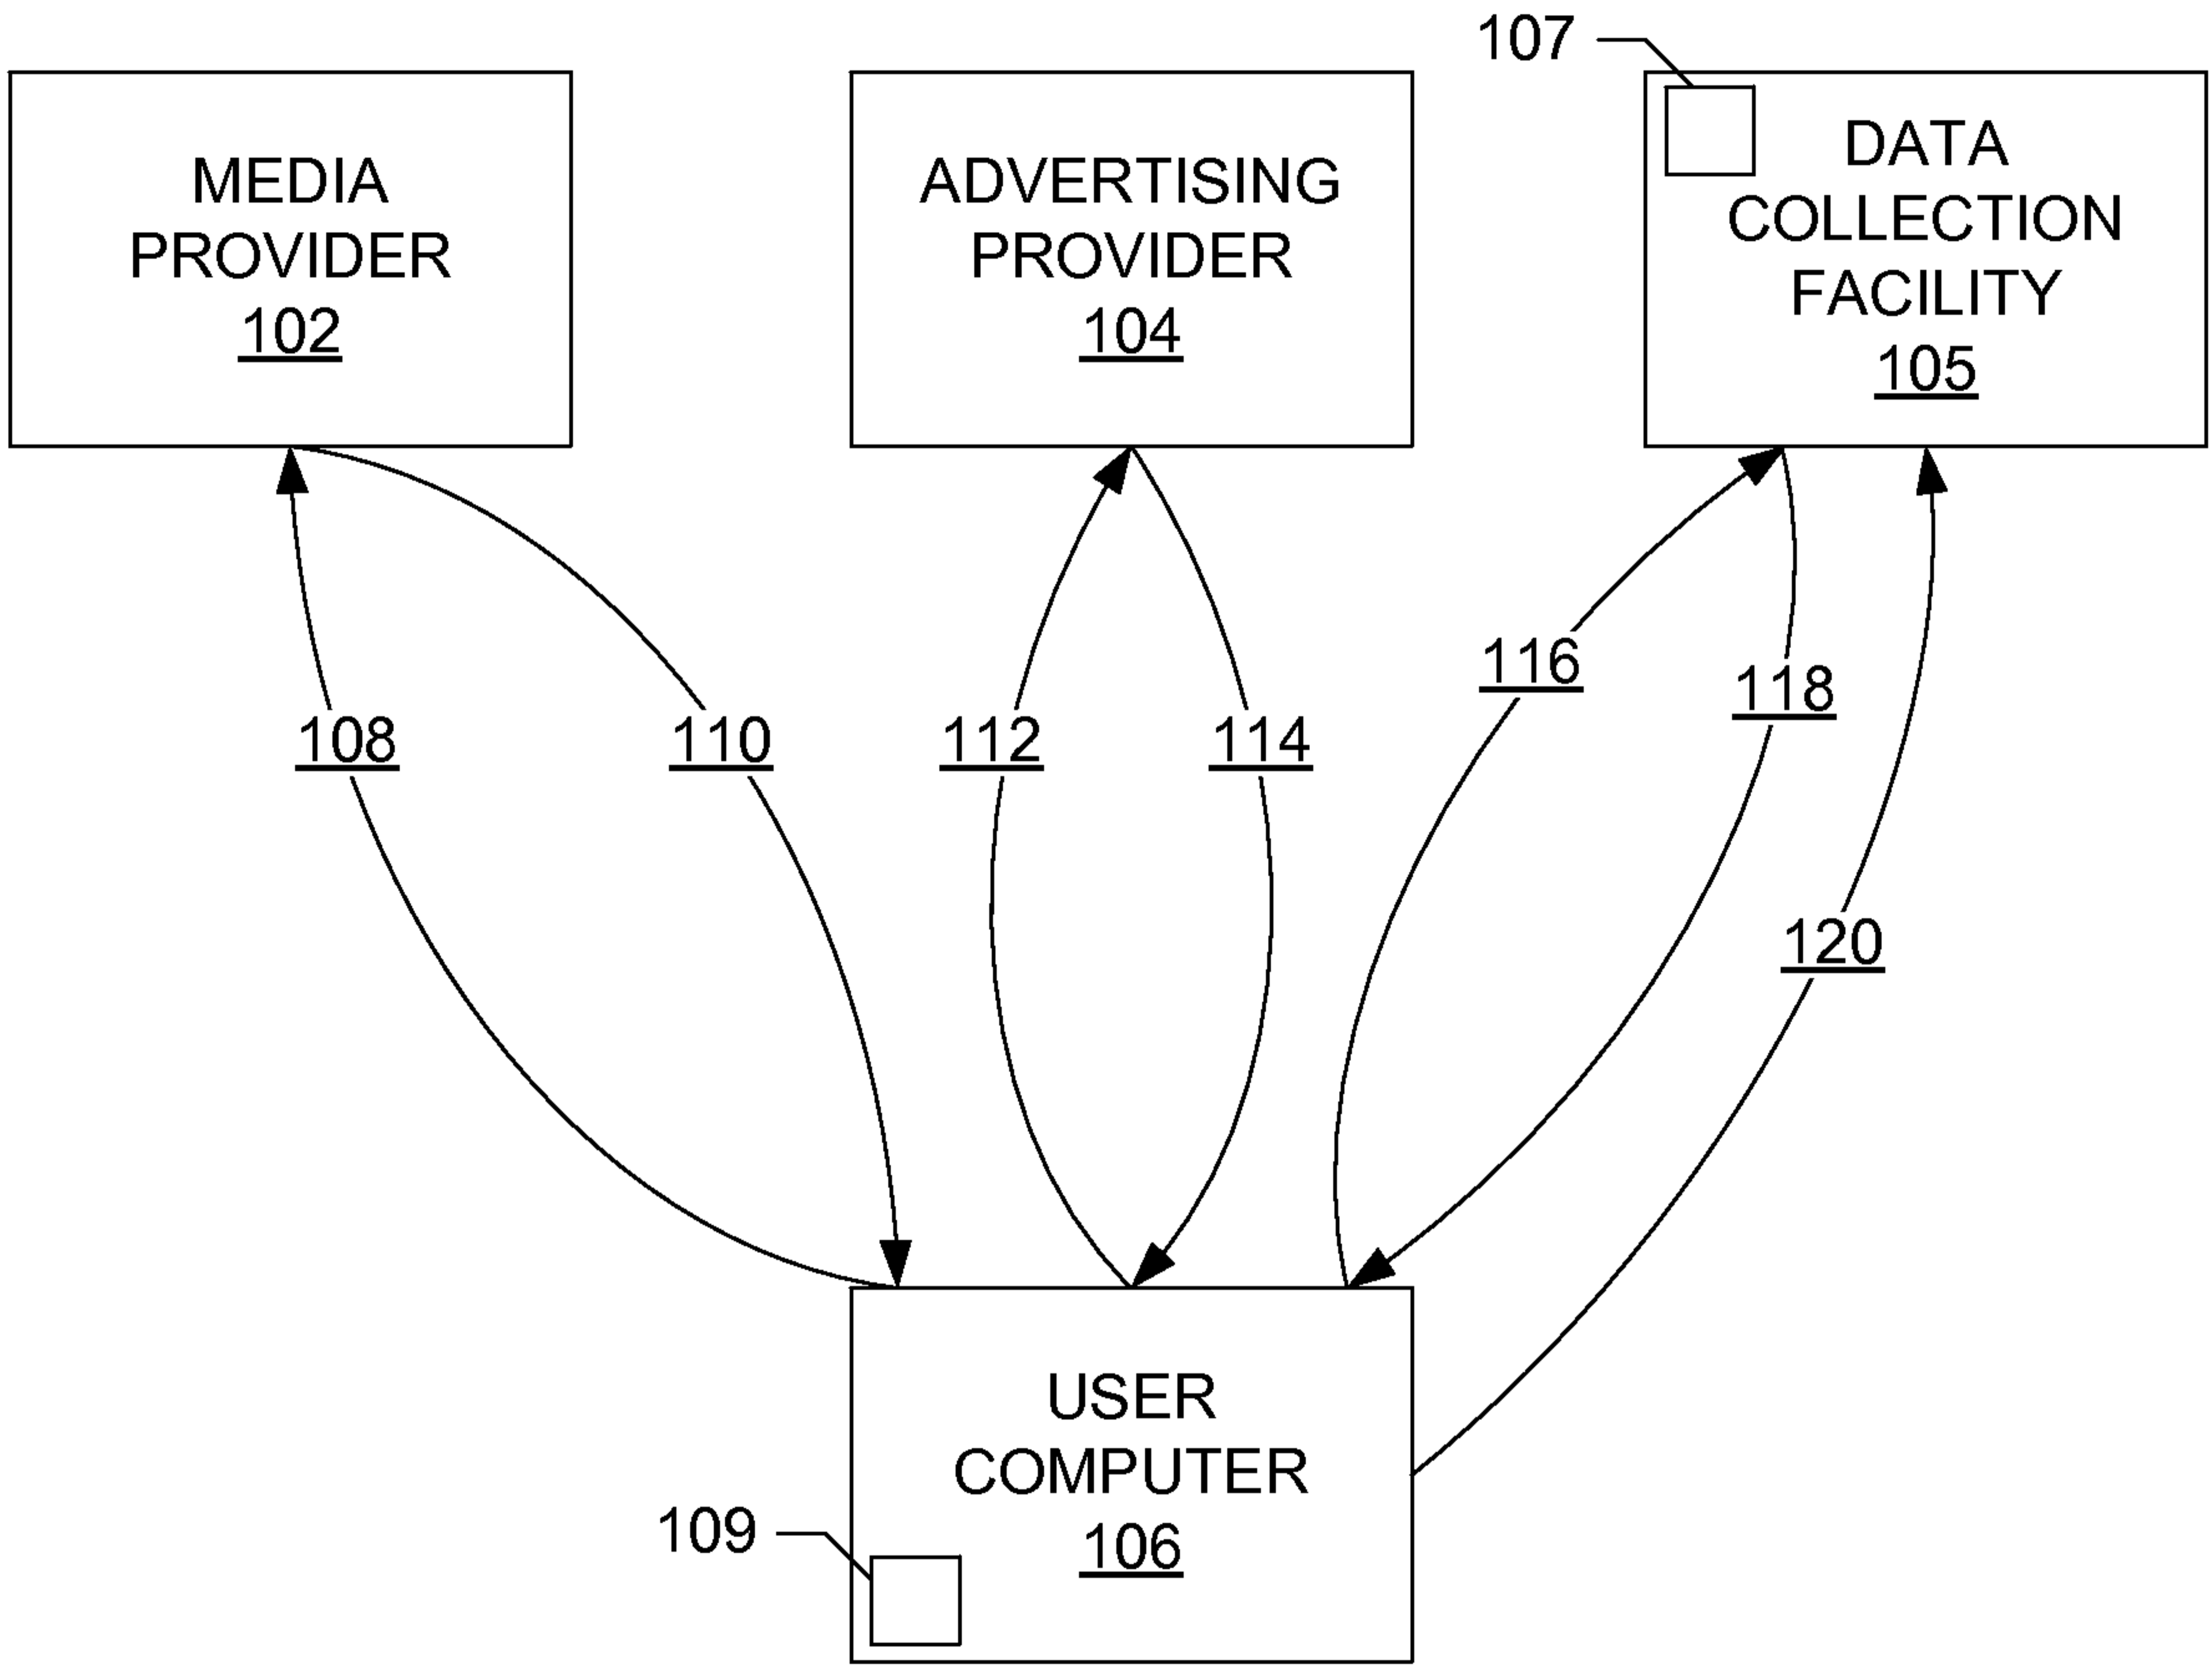 107
MEDIA
PROVIDER
102
ADVERTISING
PROVIDER
104
DATA
COLLECTION
FACILITY
105
108
110
112
114
116
118
120
USER
COMPUTER
106
109